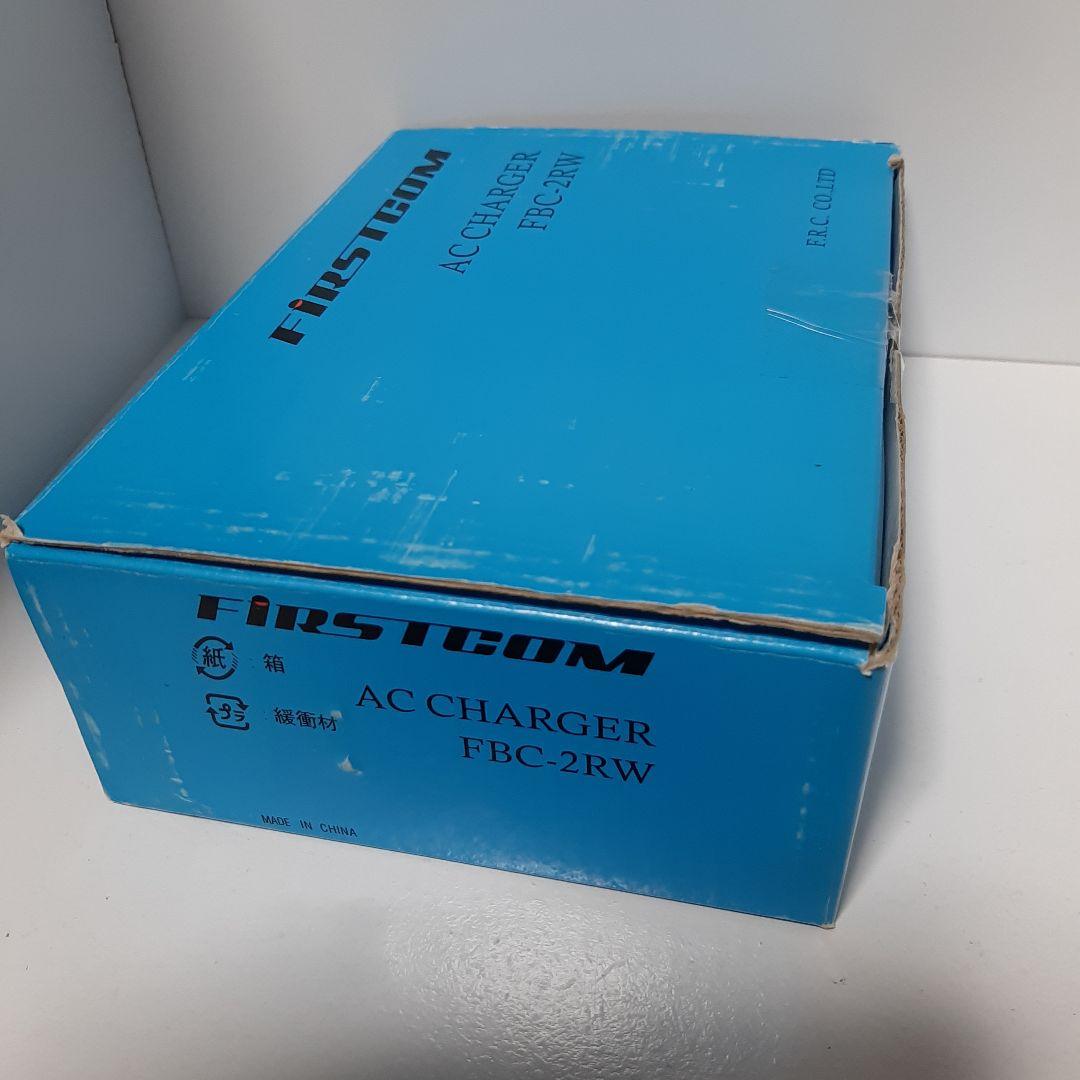 FiRSTCOM
AC CHARGER
FBC-2RW
F.R.C. CO.,LTD
FiRSTCOM
紙 : 箱
プラ : 緩衝材
AC CHARGER
FBC-2RW
MADE IN CHINA